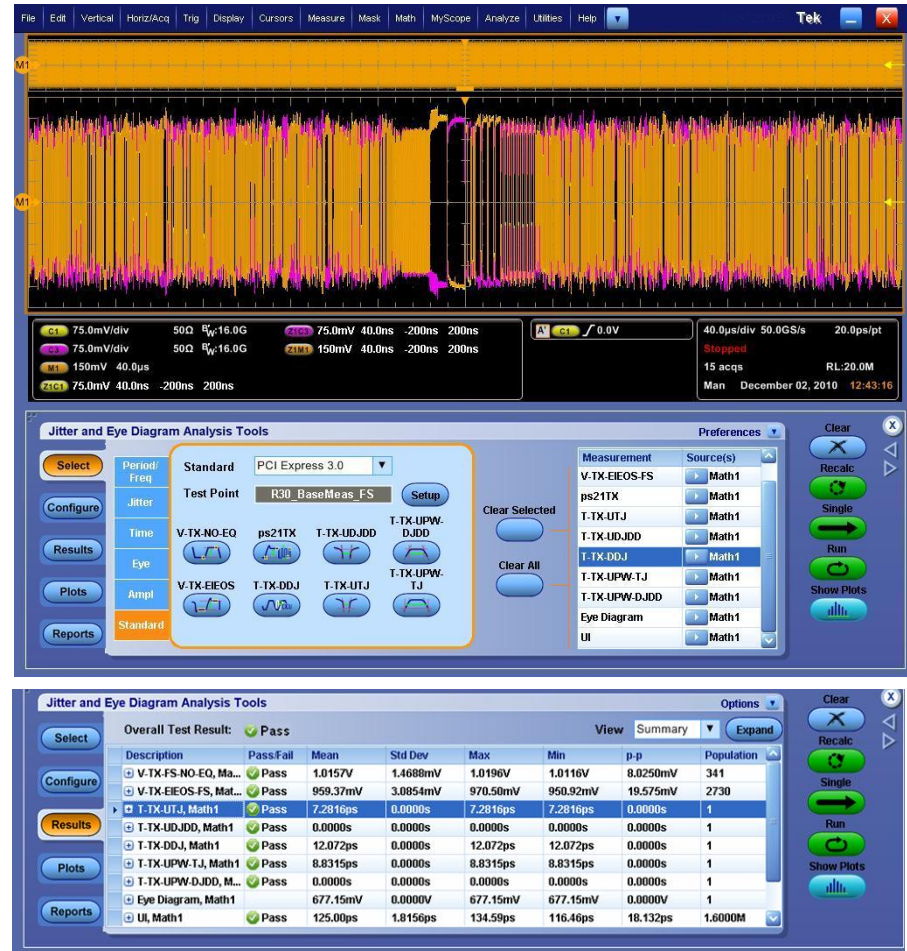 File Edit Vertical Horiz/Acq Trig Display Cursors Measure Mask Math MyScope Analyze Utilities Help Tek X
M1
M1
C1 75.0mV/div 50Ω BW:16.0G
C3 75.0mV/div 50Ω BW:16.0G
M1 150mV 40.0µs
Z1C1 75.0mV 40.0ns -200ns 200ns
Z1C3 75.0mV 40.0ns -200ns 200ns
Z1M1 150mV 40.0ns -200ns 200ns
A' C1 0.0V
40.0µs/div 50.0GS/s 20.0ps/pt
Stopped
15 acqs RL:20.0M
Man December 02, 2010 12:43:16
Jitter and Eye Diagram Analysis Tools
Preferences
Select
Configure
Results
Plots
Reports
Period/
Freq
Jitter
Time
Eye
Ampl
Standard
Standard PCI Express 3.0
Test Point R30_BaseMeas_FS Setup
V-TX-NO-EQ ps21TX T-TX-UDJDD T-TX-UPW-
DJDD
V-TX-EIEOS T-TX-DDJ T-TX-UTJ T-TX-UPW-
TJ
Clear Selected
Clear All
Measurement Source(s)
V-TX-EIEOS-FS Math1
ps21TX Math1
T-TX-UTJ Math1
T-TX-UDJDD Math1
T-TX-DDJ Math1
T-TX-UPW-TJ Math1
T-TX-UPW-DJDD Math1
Eye Diagram Math1
UI Math1
Clear
X
Recalc
Single
Run
Show Plots
Jitter and Eye Diagram Analysis Tools
Options
Select
Configure
Results
Plots
Reports
Overall Test Result: Pass
View Summary Expand
Description Pass/Fail Mean Std Dev Max Min p-p Population
V-TX-FS-NO-EQ, Ma... Pass 1.0157V 1.4688mV 1.0196V 1.0116V 8.0250mV 341
V-TX-EIEOS-FS, Mat... Pass 959.37mV 3.0854mV 970.50mV 950.92mV 19.575mV 2730
T-TX-UTJ, Math1 Pass 7.2816ps 0.0000s 7.2816ps 7.2816ps 0.0000s 1
T-TX-UDJDD, Math1 Pass 0.0000s 0.0000s 0.0000s 0.0000s 0.0000s 1
T-TX-DDJ, Math1 Pass 12.072ps 0.0000s 12.072ps 12.072ps 0.0000s 1
T-TX-UPW-TJ, Math1 Pass 8.8315ps 0.0000s 8.8315ps 8.8315ps 0.0000s 1
T-TX-UPW-DJDD, M... Pass 0.0000s 0.0000s 0.0000s 0.0000s 0.0000s 1
Eye Diagram, Math1 677.15mV 0.0000V 677.15mV 677.15mV 0.0000V 1
UI, Math1 Pass 125.00ps 1.8156ps 134.59ps 116.46ps 18.132ps 1.6000M
Clear
X
Recalc
Single
Run
Show Plots